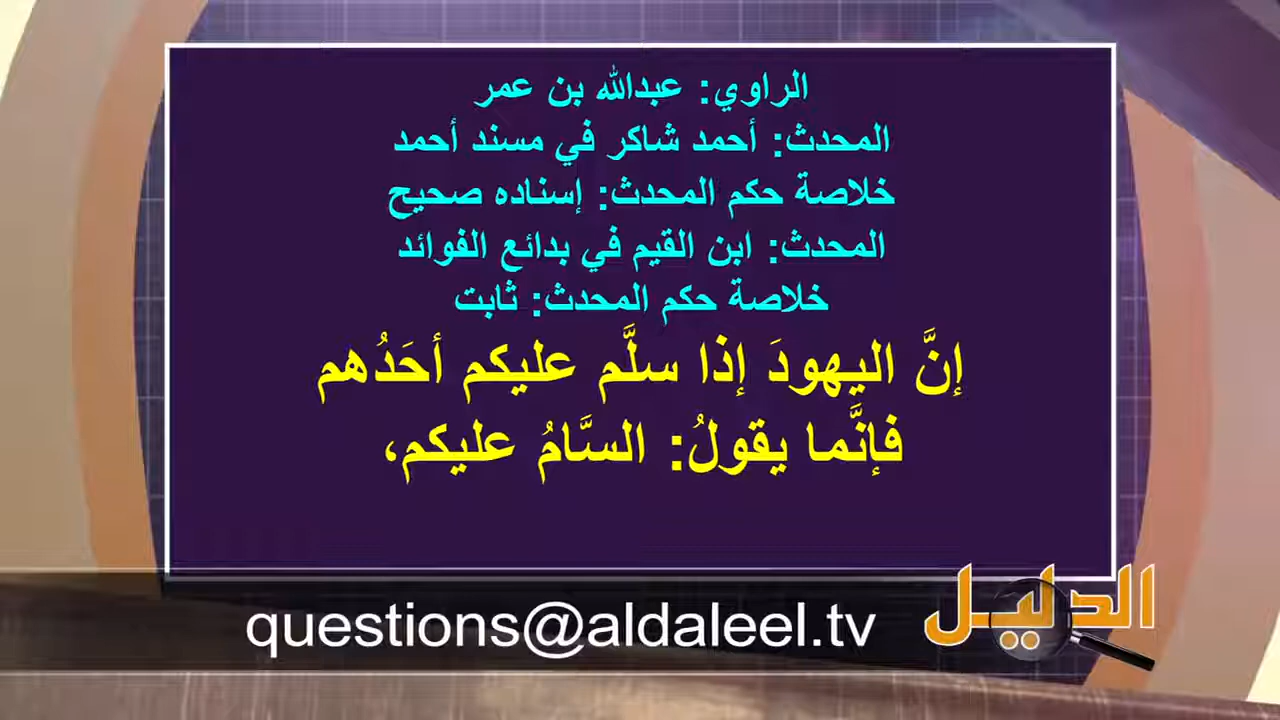 الراوي: عبدالله بن عمر
المحدث: أحمد شاكر في مسند أحمد
خلاصة حكم المحدث: إسناده صحيح
المحدث: ابن القيم في بدائع الفوائد
خلاصة حكم المحدث: ثابت
إنَّ اليهودَ إذا سلَّم عليكم أحَدُهم
فإنَّما يقولُ: السَّامُ عليكم،
الدليل
questions@aldaleel.tv